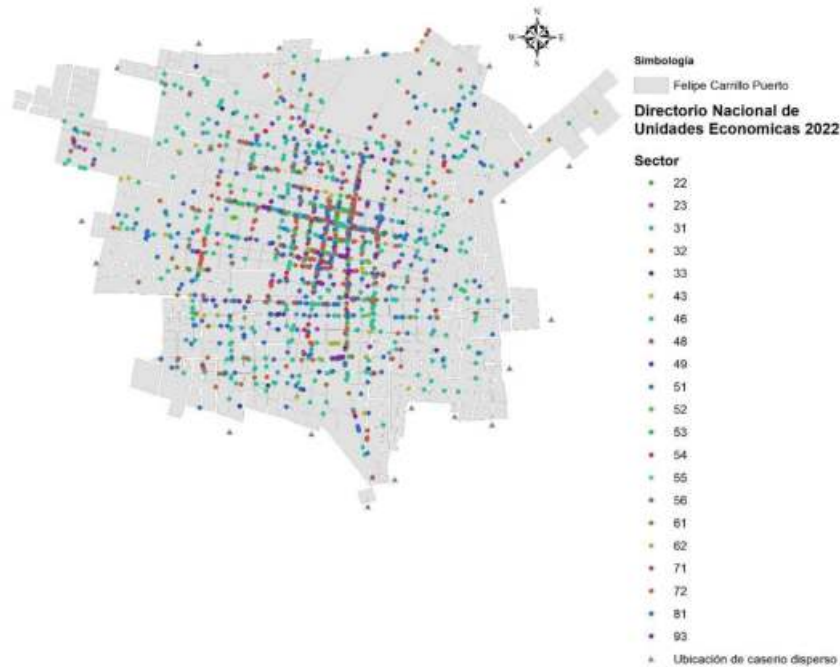 N
W E
S
Simbología
Felipe Carrillo Puerto
Directorio Nacional de
Unidades Economicas 2022
Sector
22
23
31
32
33
43
46
48
49
51
52
53
54
55
56
61
62
71
72
81
93
Ubicación de caserio disperso